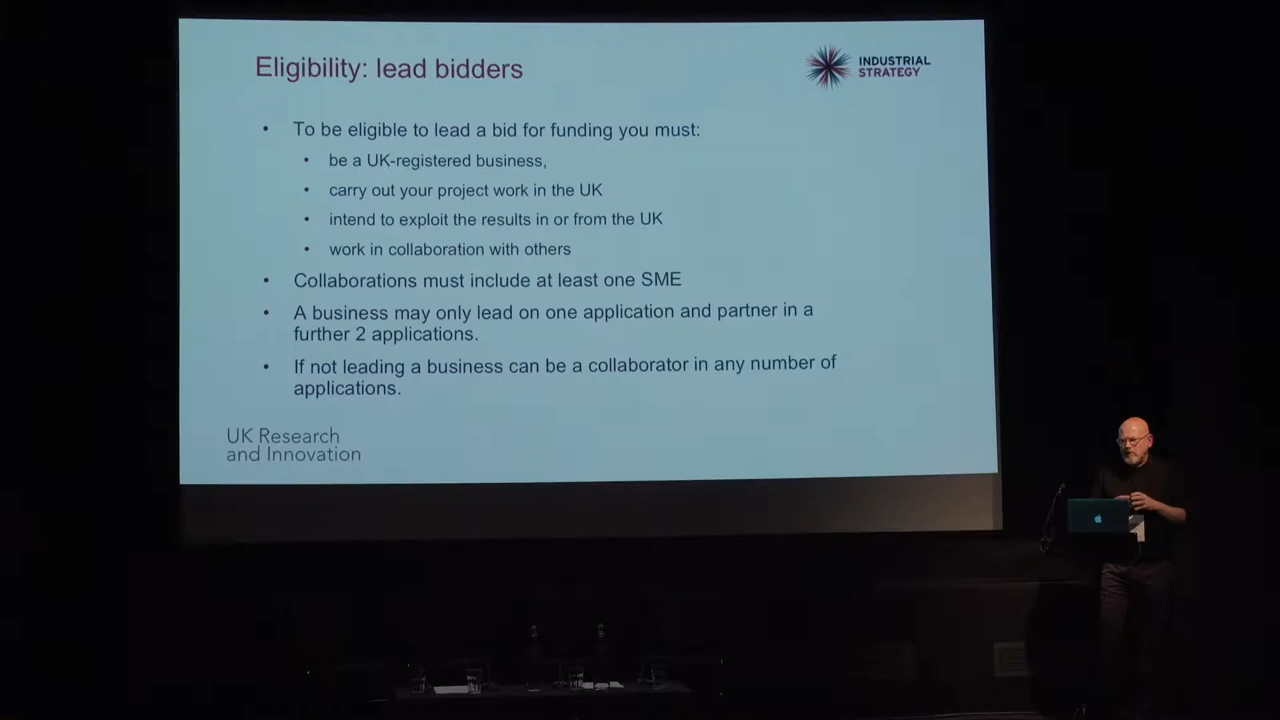 Eligibility: lead bidders
INDUSTRIAL
STRATEGY
• To be eligible to lead a bid for funding you must:
• be a UK-registered business,
• carry out your project work in the UK
• intend to exploit the results in or from the UK
• work in collaboration with others
• Collaborations must include at least one SME
• A business may only lead on one application and partner in a
further 2 applications.
• If not leading a business can be a collaborator in any number of
applications.
UK Research
and Innovation